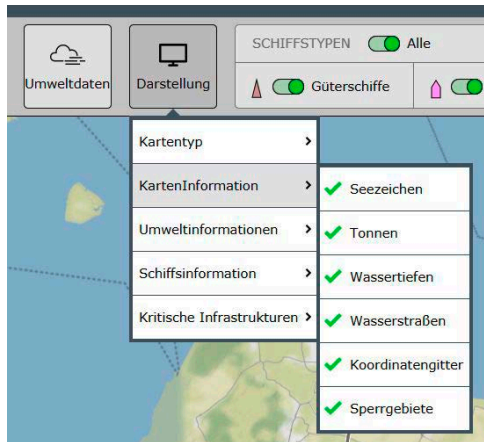 SCHIFFSTYPEN Alle
Umweltdaten
Darstellung
Güterschiffe
Kartentyp
KartenInformation
Umweltinformationen
Schiffsinformation
Kritische Infrastrukturen
Seezeichen
Tonnen
Wassertiefen
Wasserstraßen
Koordinatengitter
Sperrgebiete